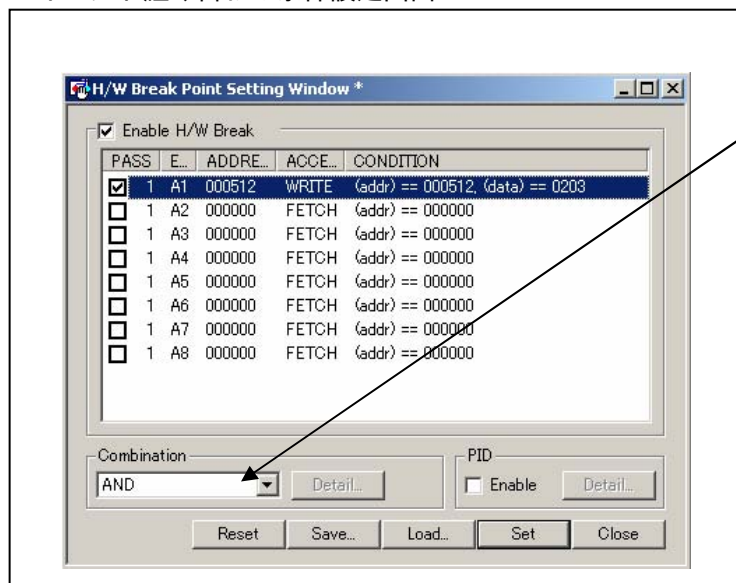 H/W Break Point Setting Window *
Enable H/W Break
PASS E... ADDRE... ACCE... CONDITION
1 A1 000512 WRITE (addr) == 000512, (data) == 0203
1 A2 000000 FETCH (addr) == 000000
1 A3 000000 FETCH (addr) == 000000
1 A4 000000 FETCH (addr) == 000000
1 A5 000000 FETCH (addr) == 000000
1 A6 000000 FETCH (addr) == 000000
1 A7 000000 FETCH (addr) == 000000
1 A8 000000 FETCH (addr) == 000000
Combination
AND Detail...
PID
Enable Detail...
Reset Save... Load... Set Close